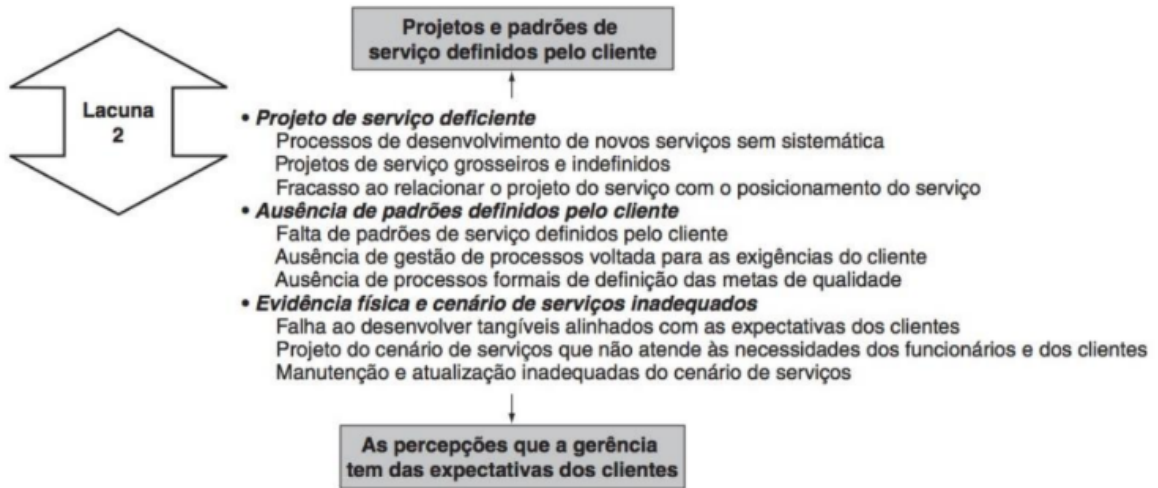 Projetos e padrões de
serviço definidos pelo cliente
Lacuna
2
• Projeto de serviço deficiente
Processos de desenvolvimento de novos serviços sem sistemática
Projetos de serviço grosseiros e indefinidos
Fracasso ao relacionar o projeto do serviço com o posicionamento do serviço
• Ausência de padrões definidos pelo cliente
Falta de padrões de serviço definidos pelo cliente
Ausência de gestão de processos voltada para as exigências do cliente
Ausência de processos formais de definição das metas de qualidade
• Evidência física e cenário de serviços inadequados
Falha ao desenvolver tangíveis alinhados com as expectativas dos clientes
Projeto do cenário de serviços que não atende às necessidades dos funcionários e dos clientes
Manutenção e atualização inadequadas do cenário de serviços
As percepções que a gerência
tem das expectativas dos clientes